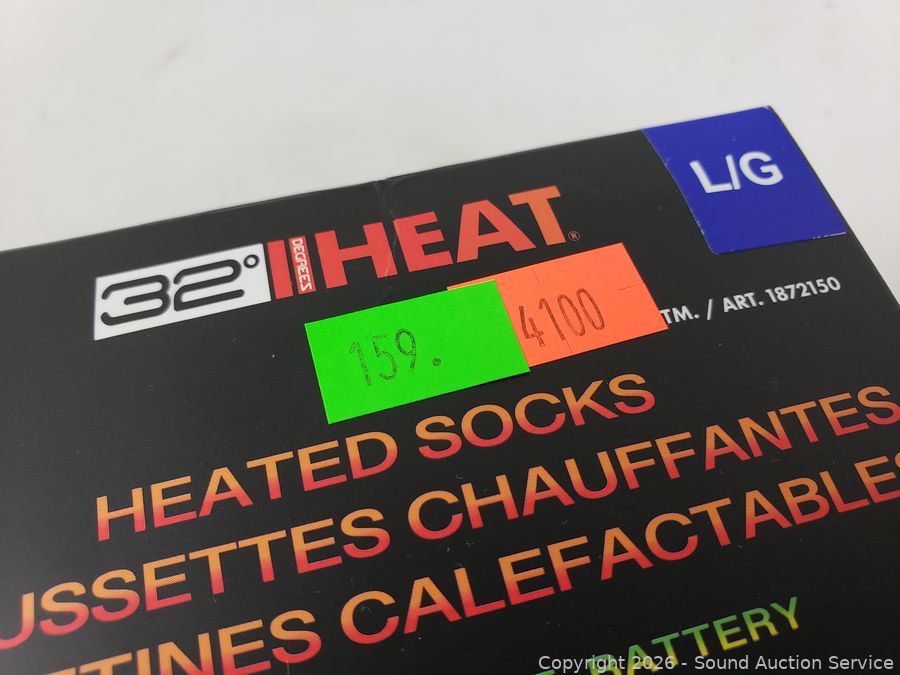 L/G
32° DEGREES HEAT®
159. 4100 TM. / ART. 1872150
HEATED SOCKS
USSETTES CHAUFFANTES
TINES CALEFACTABLES
BATTERY
Copyright 2026 - Sound Auction Service